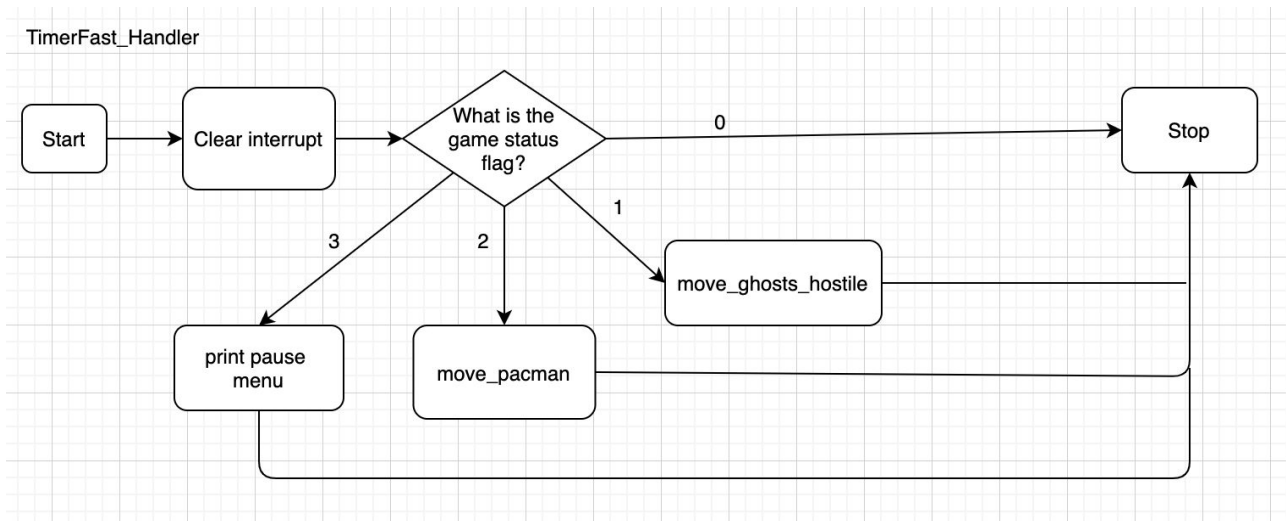 TimerFast_Handler
Start
Clear interrupt
What is the
game status
flag?
0
Stop
1
2
3
move_ghosts_hostile
print pause
menu
move_pacman